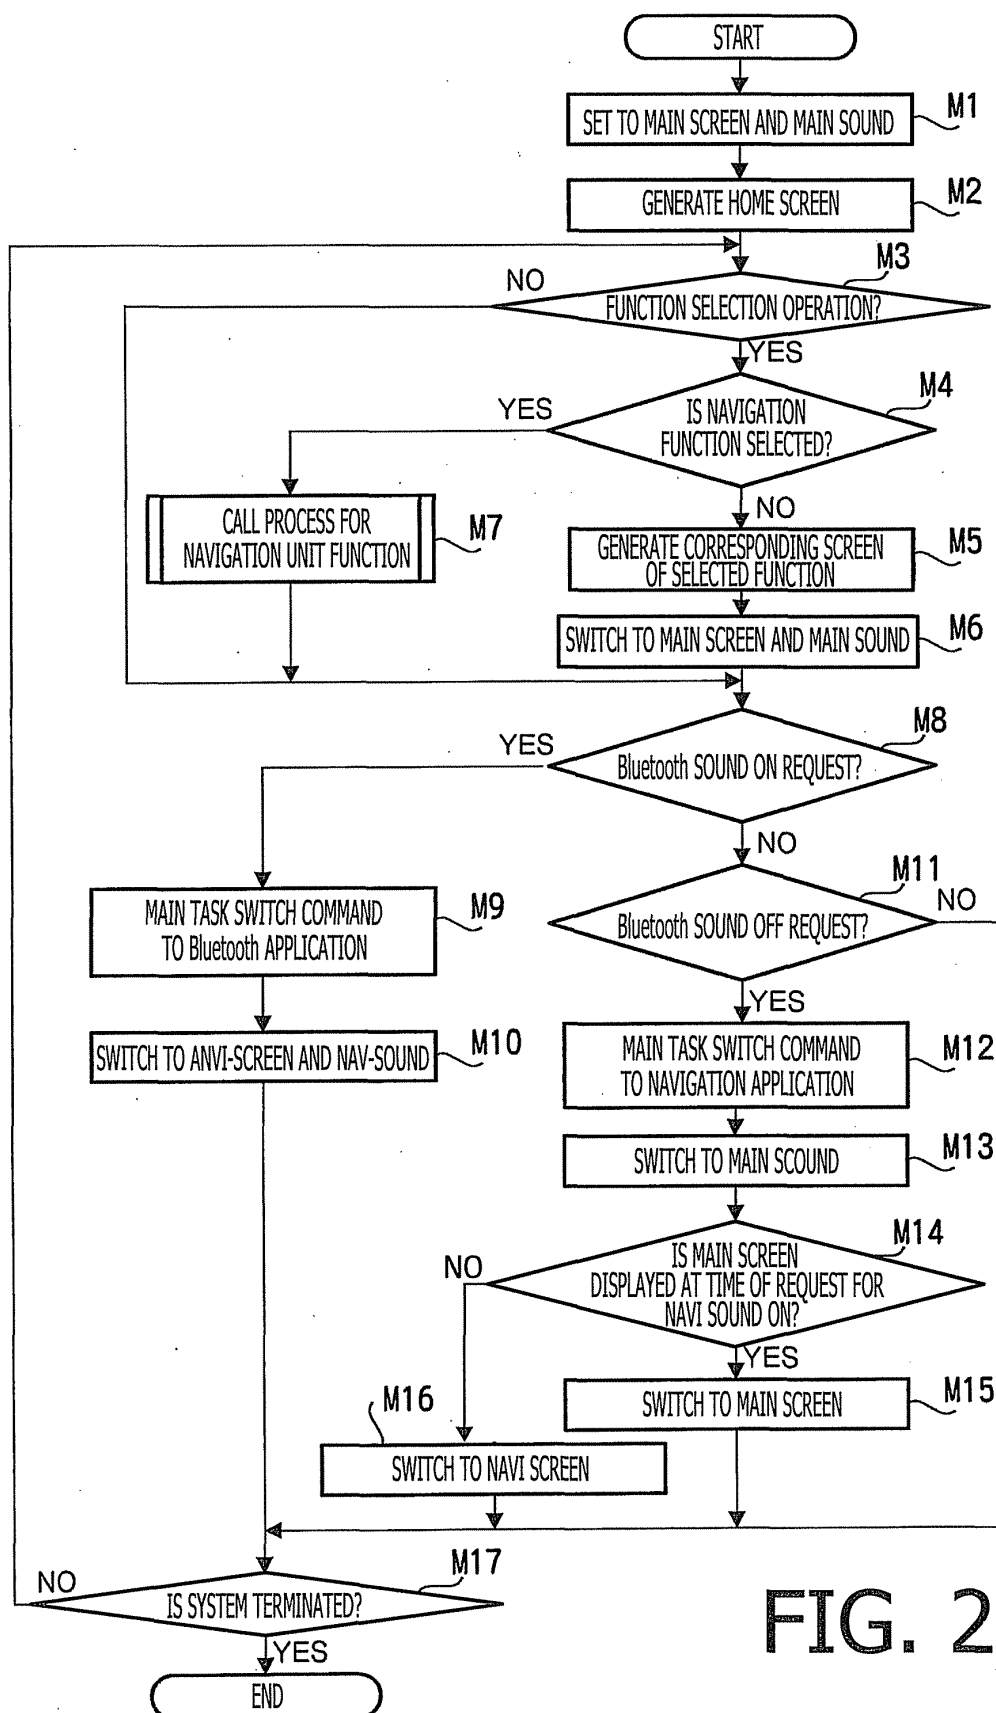 START
SET TO MAIN SCREEN AND MAIN SOUND
M1
GENERATE HOME SCREEN
M2
M3
NO
FUNCTION SELECTION OPERATION?
YES
M4
YES
IS NAVIGATION
FUNCTION SELECTED?
NO
CALL PROCESS FOR
NAVIGATION UNIT FUNCTION
M7
GENERATE CORRESPONDING SCREEN
OF SELECTED FUNCTION
M5
SWITCH TO MAIN SCREEN AND MAIN SOUND
M6
M8
YES
Bluetooth SOUND ON REQUEST?
NO
M11
NO
Bluetooth SOUND OFF REQUEST?
YES
MAIN TASK SWITCH COMMAND
TO Bluetooth APPLICATION
M9
SWITCH TO ANVI-SCREEN AND NAV-SOUND
M10
MAIN TASK SWITCH COMMAND
TO NAVIGATION APPLICATION
M12
SWITCH TO MAIN SCOUND
M13
M14
NO
IS MAIN SCREEN
DISPLAYED AT TIME OF REQUEST FOR
NAVI SOUND ON?
YES
SWITCH TO MAIN SCREEN
M15
M16
SWITCH TO NAVI SCREEN
M17
NO
IS SYSTEM TERMINATED?
YES
END
FIG. 2